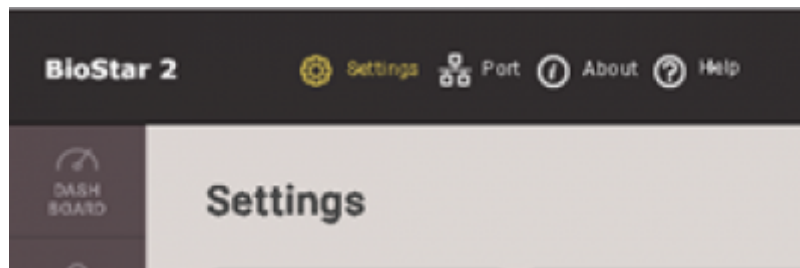 BioStar 2
Settings
Port
About
Help
DASH
BOARD
Settings